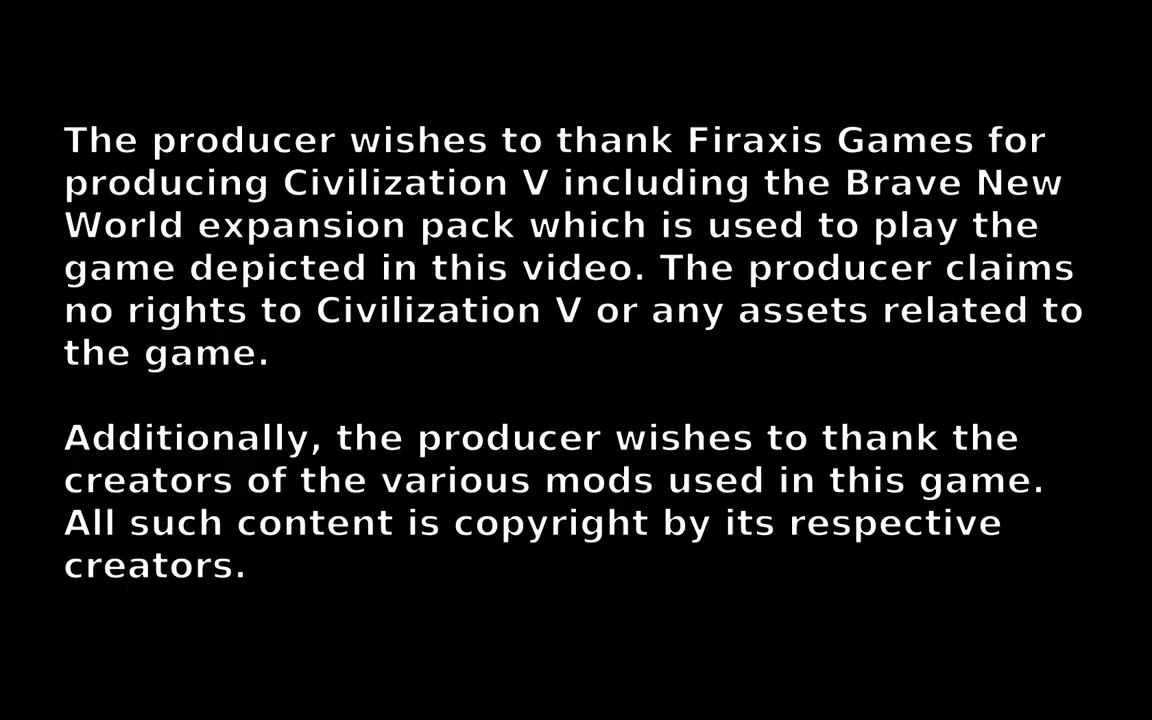 The producer wishes to thank Firaxis Games for
producing Civilization V including the Brave New
World expansion pack which is used to play the
game depicted in this video. The producer claims
no rights to Civilization V or any assets related to
the game.
Additionally, the producer wishes to thank the
creators of the various mods used in this game.
All such content is copyright by its respective
creators.